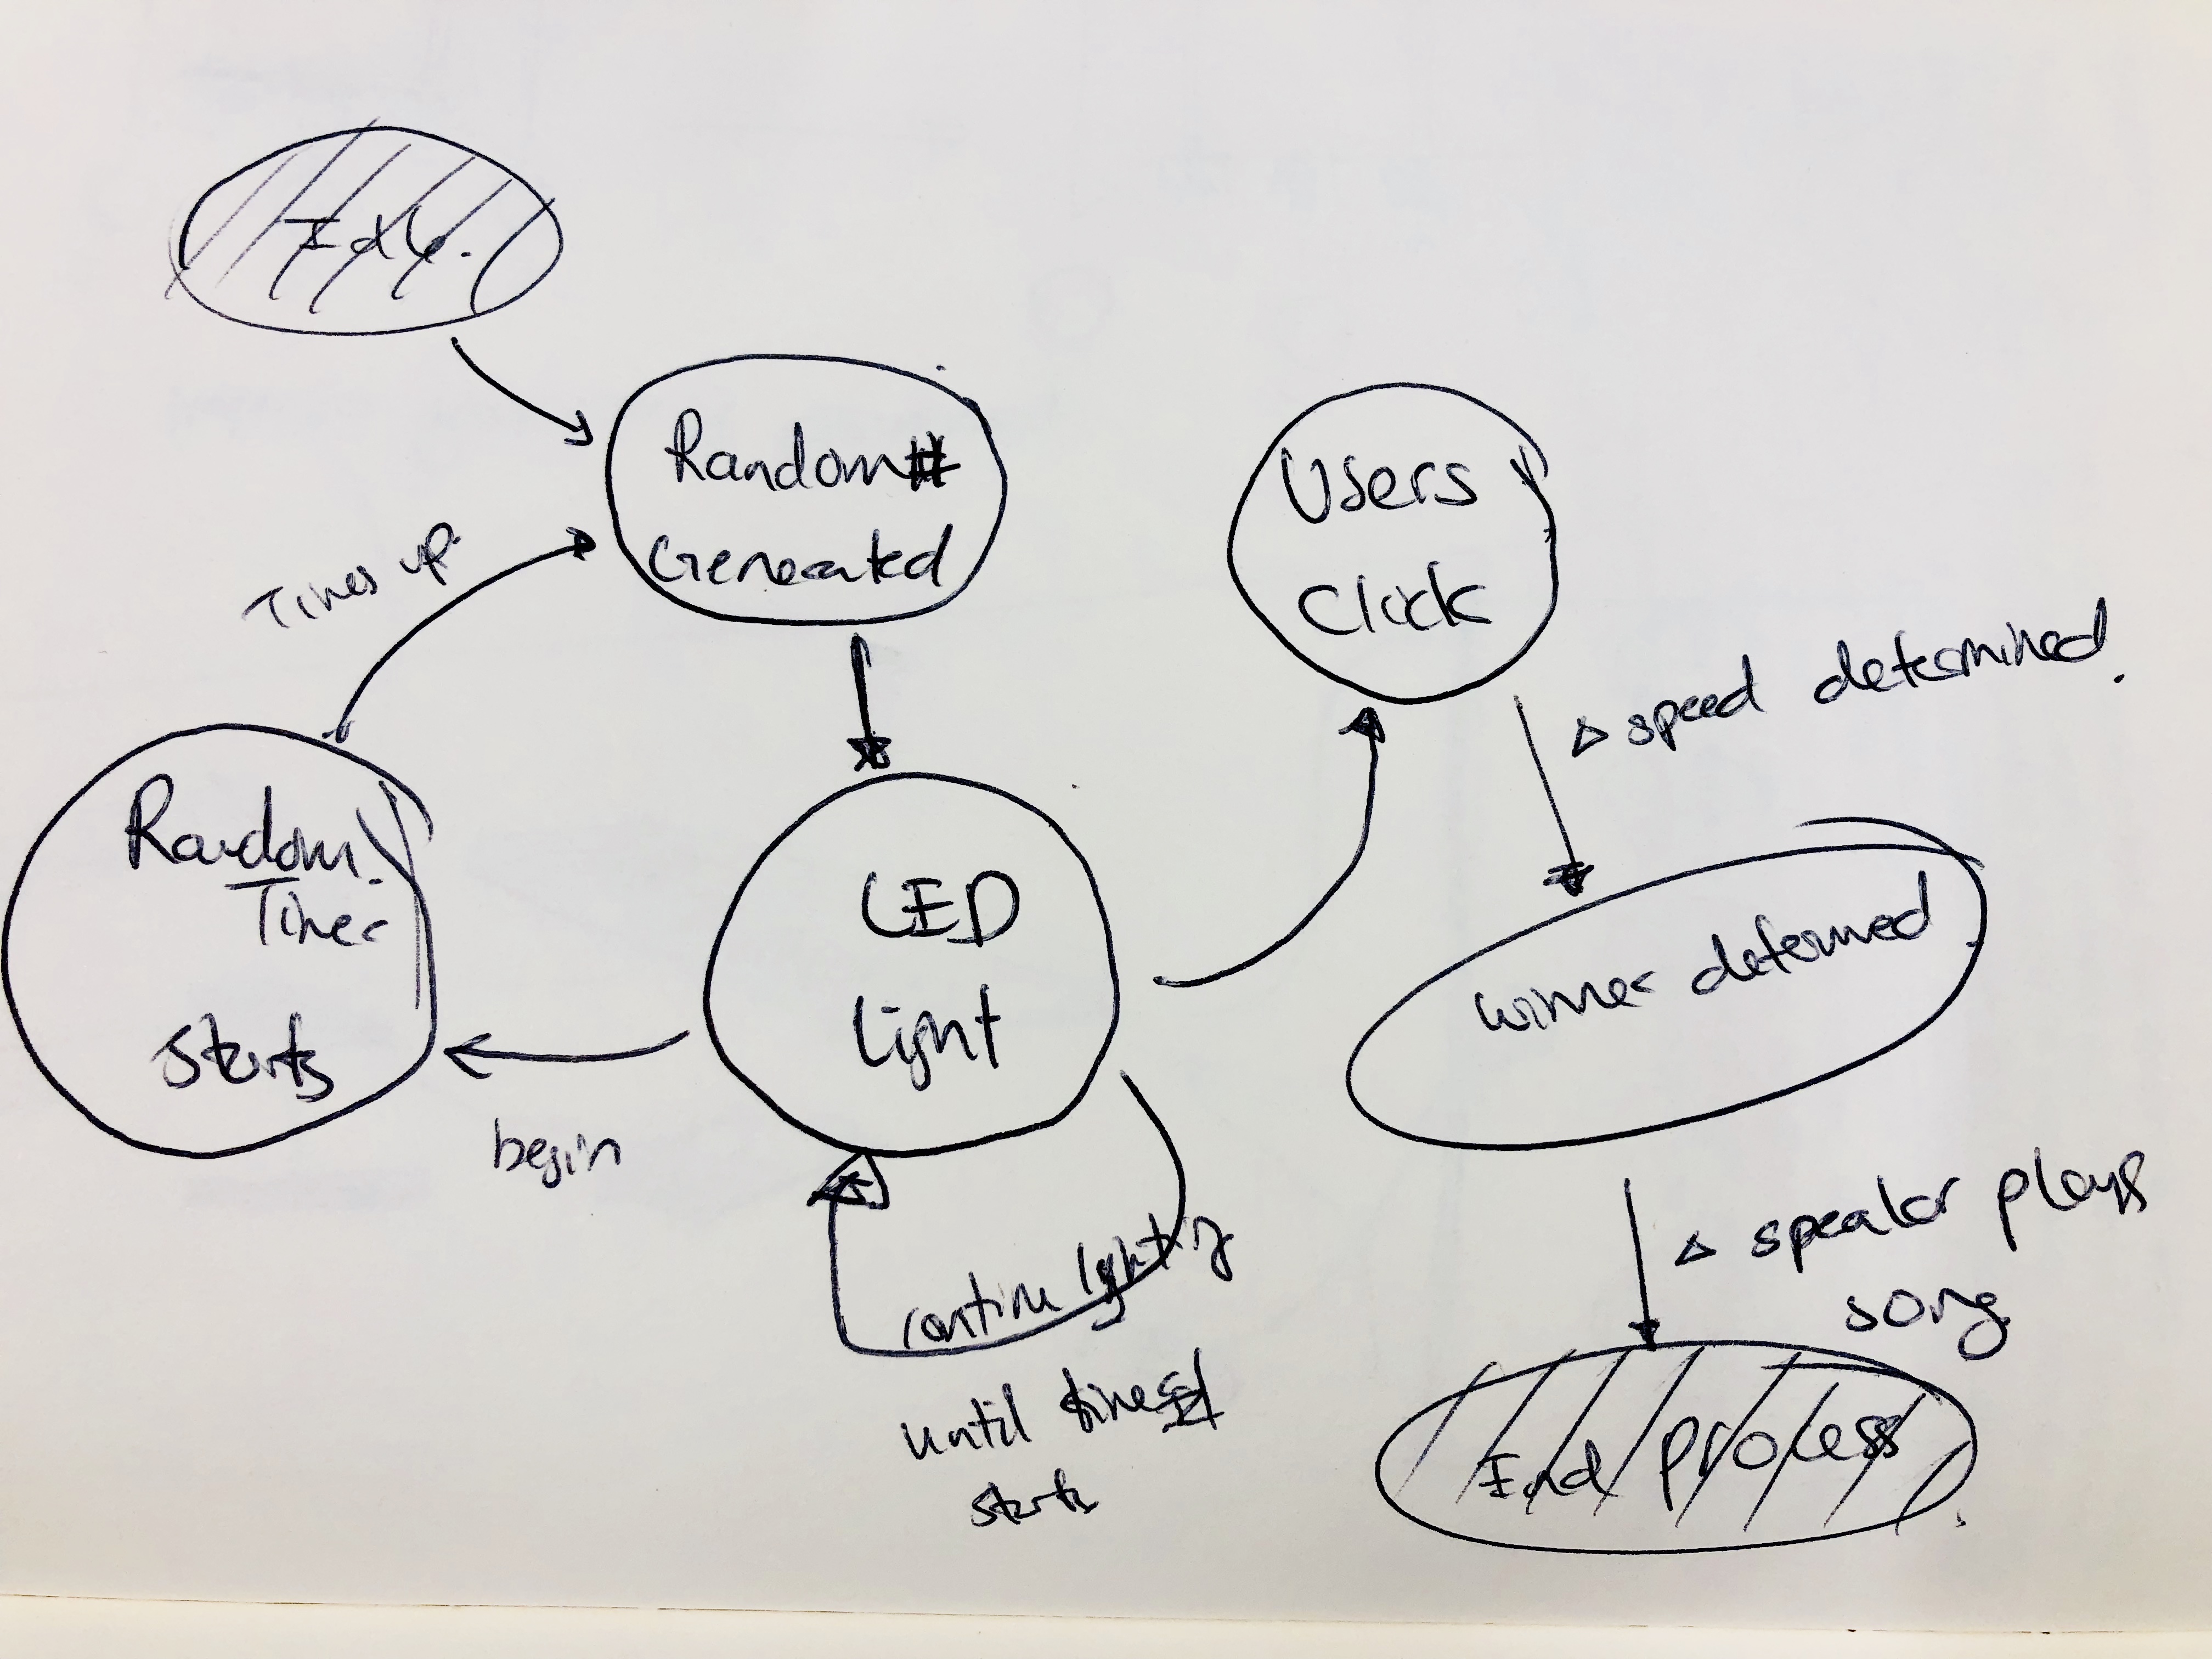 Idle.
Random #
Generated
Users
Click
Times up.
Δ speed determined.
Random
Timer
Starts
LED
Light
winner determined
begin
continue lighting
until timer
starts
Δ speaker plays
song
End process